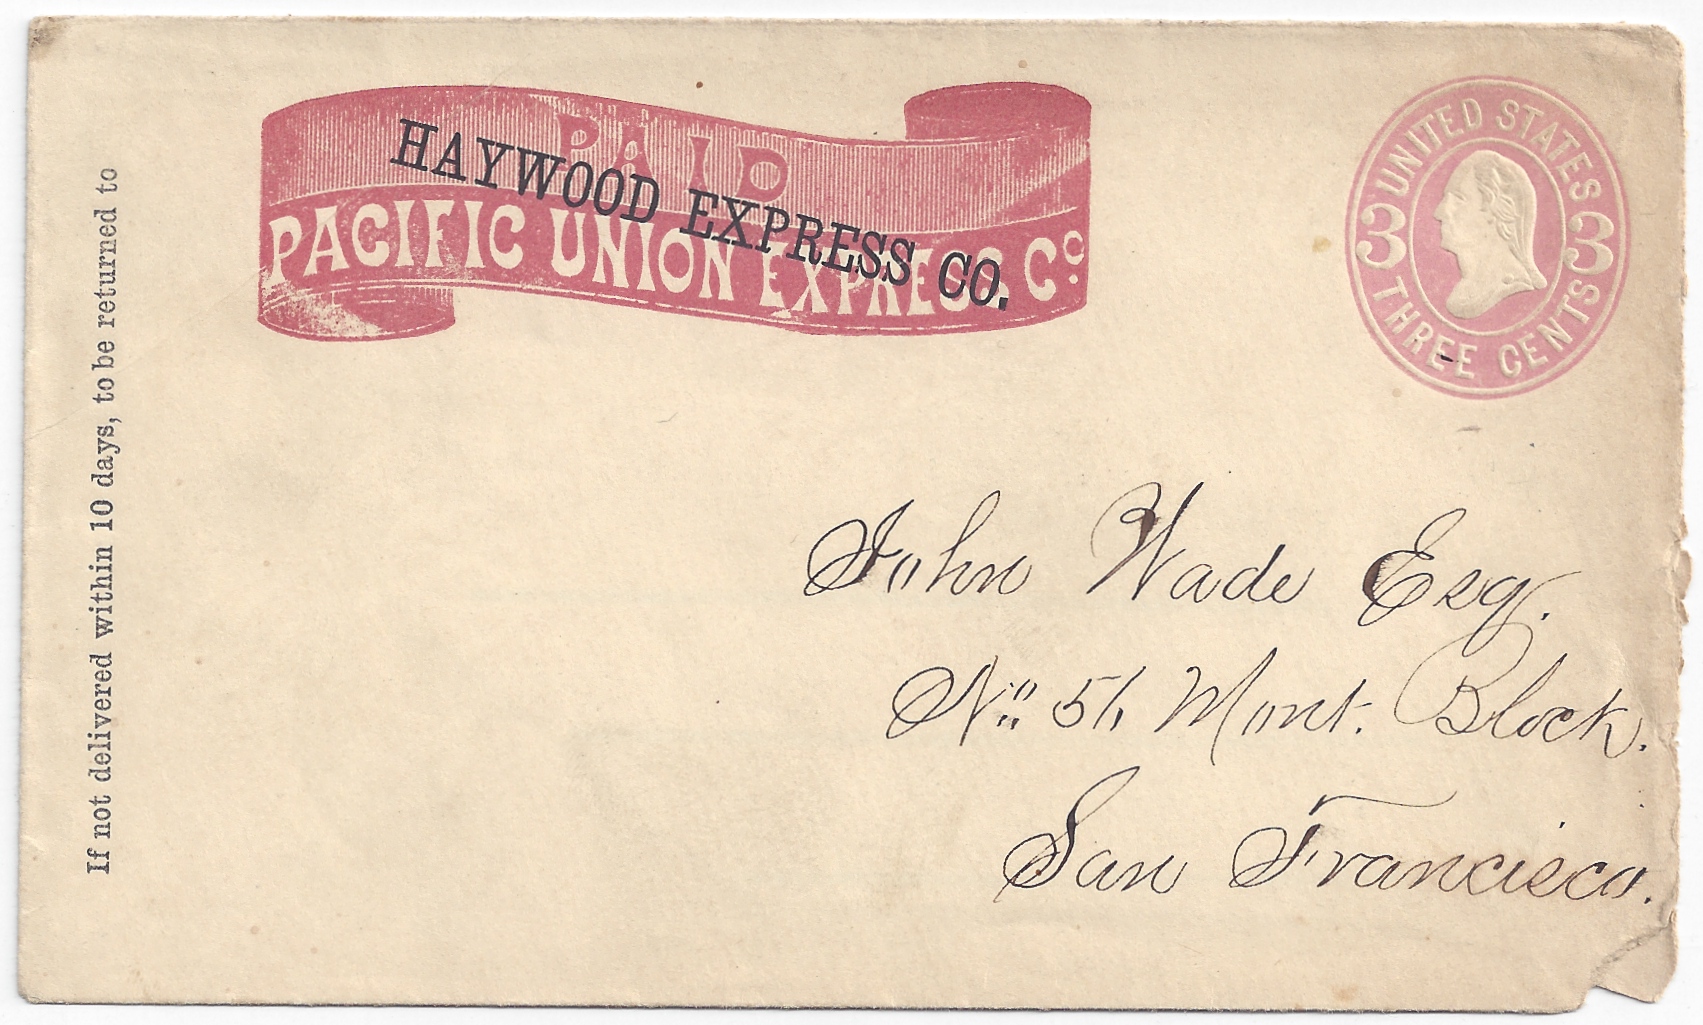 PAID
PACIFIC UNION EXPRESS Co
HAYWOOD EXPRESS CO.
UNITED STATES
3 3
THREE CENTS
If not delivered within 10 days, to be returned to
John Wade Esq.
No. 51, Mont. Block.
San Francisco.